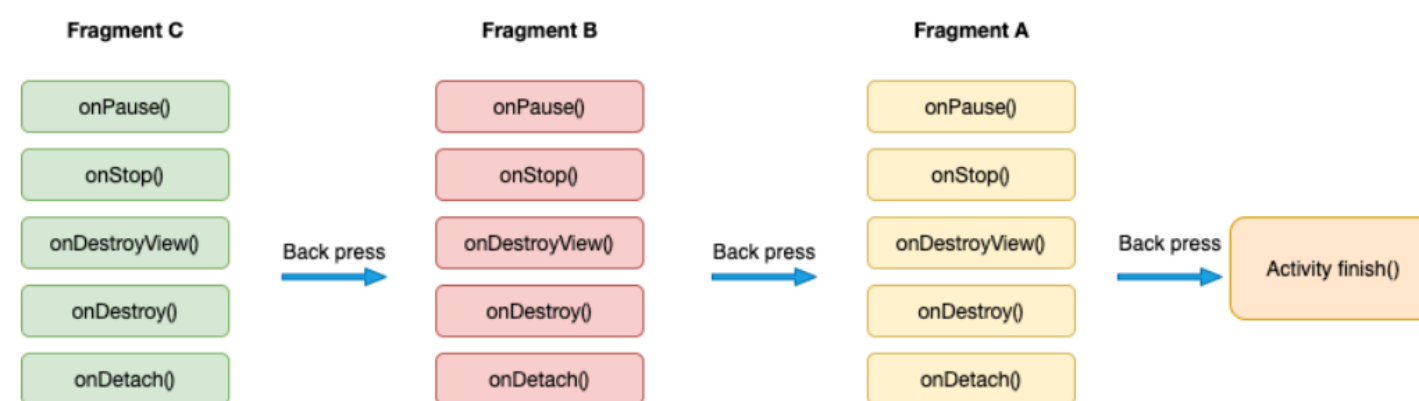 Fragment C
onPause()
onStop()
onDestroyView()
onDestroy()
onDetach()
Back press
Fragment B
onPause()
onStop()
onDestroyView()
onDestroy()
onDetach()
Back press
Fragment A
onPause()
onStop()
onDestroyView()
onDestroy()
onDetach()
Back press
Activity finish()